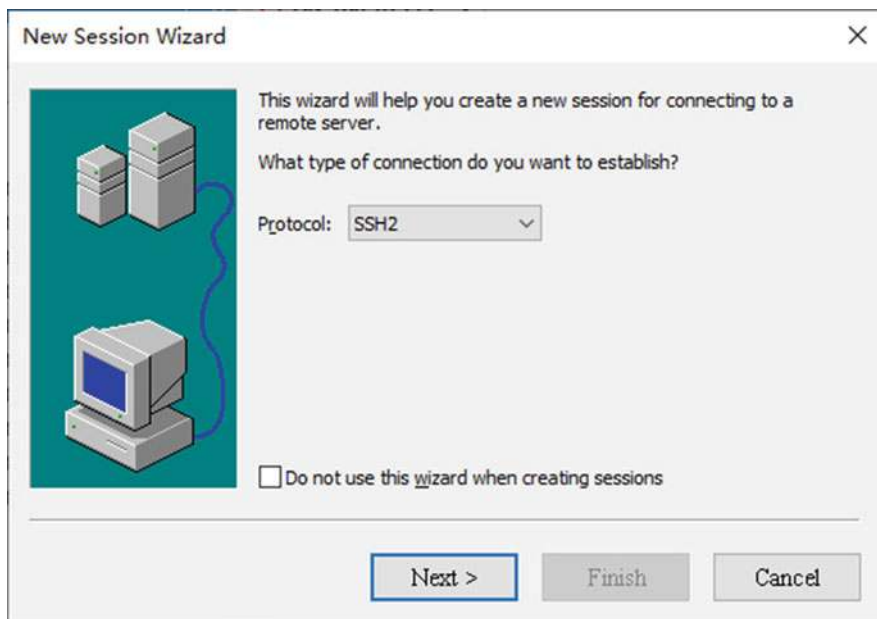 New Session Wizard
This wizard will help you create a new session for connecting to a
remote server.
What type of connection do you want to establish?
Protocol: SSH2
Do not use this wizard when creating sessions
Next > Finish Cancel